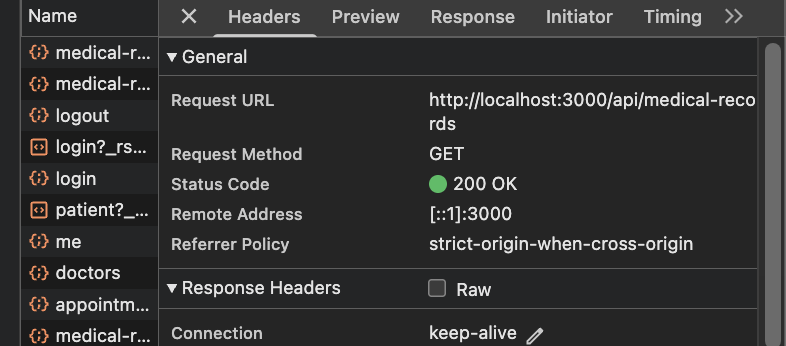 Name
Headers Preview Response Initiator Timing
medical-r...
medical-r...
logout
login?_rs...
login
patient?_...
me
doctors
appointm...
medical-r...
General
Request URL http://localhost:3000/api/medical-reco
rds
Request Method GET
Status Code 200 OK
Remote Address [::1]:3000
Referrer Policy strict-origin-when-cross-origin
Response Headers Raw
Connection keep-alive